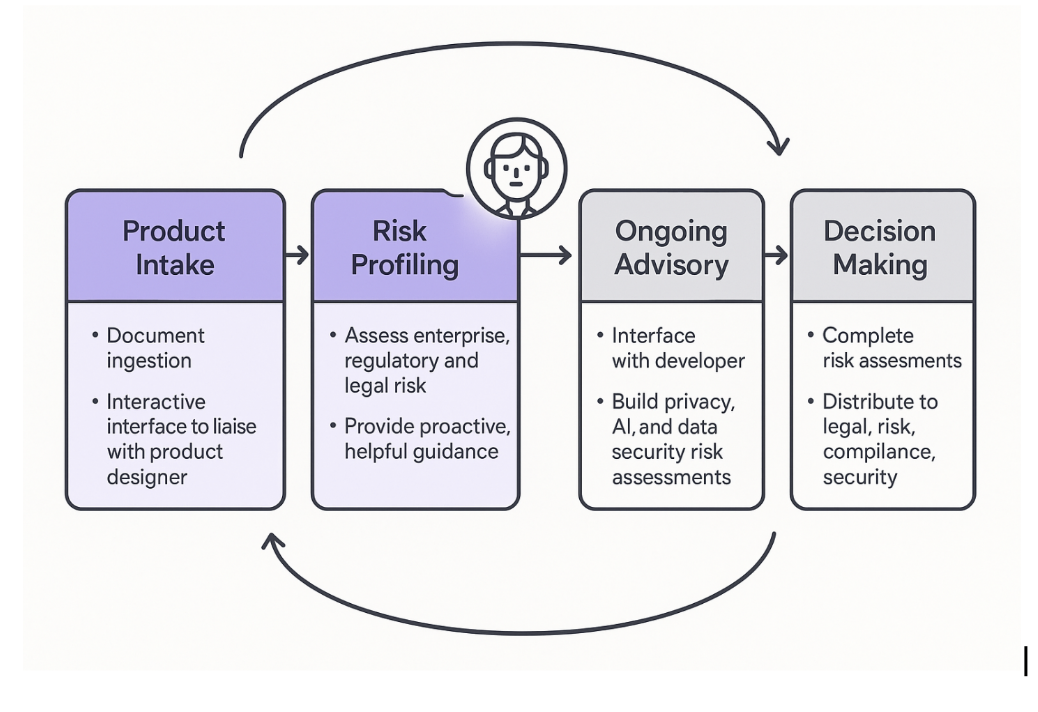 Product
Intake
• Document
ingestion
• Interactive
interface to liaise
with product
designer
Risk
Profiling
• Assess enterprise,
regulatory and
legal risk
• Provide proactive,
helpful guidance
Ongoing
Advisory
• Interface
with developer
• Build privacy,
AI, and data
security risk
assessments
Decision
Making
• Complete
risk assesments
• Distribute to
legal, risk,
compilance,
security